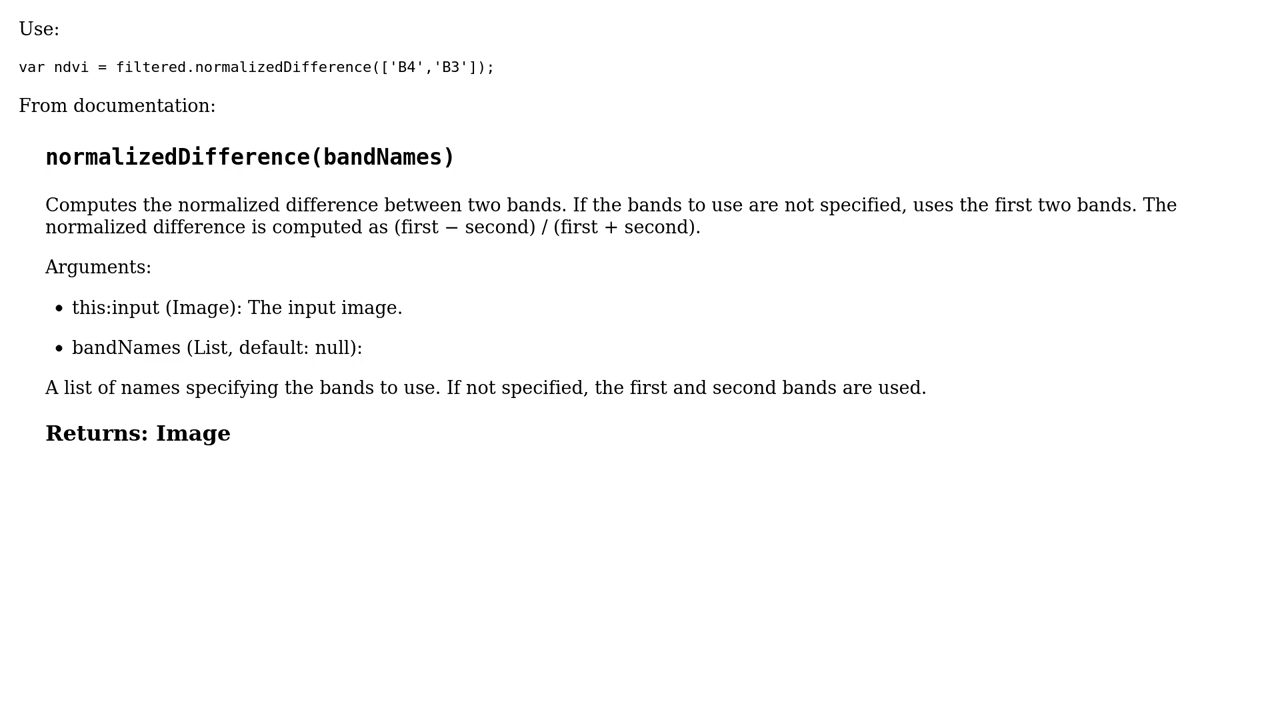 Use:
var ndvi = filtered.normalizedDifference(['B4','B3']);
From documentation:
normalizedDifference(bandNames)
Computes the normalized difference between two bands. If the bands to use are not specified, uses the first two bands. The
normalized difference is computed as (first − second) / (first + second).
Arguments:
• this:input (Image): The input image.
• bandNames (List, default: null):
A list of names specifying the bands to use. If not specified, the first and second bands are used.
Returns: Image